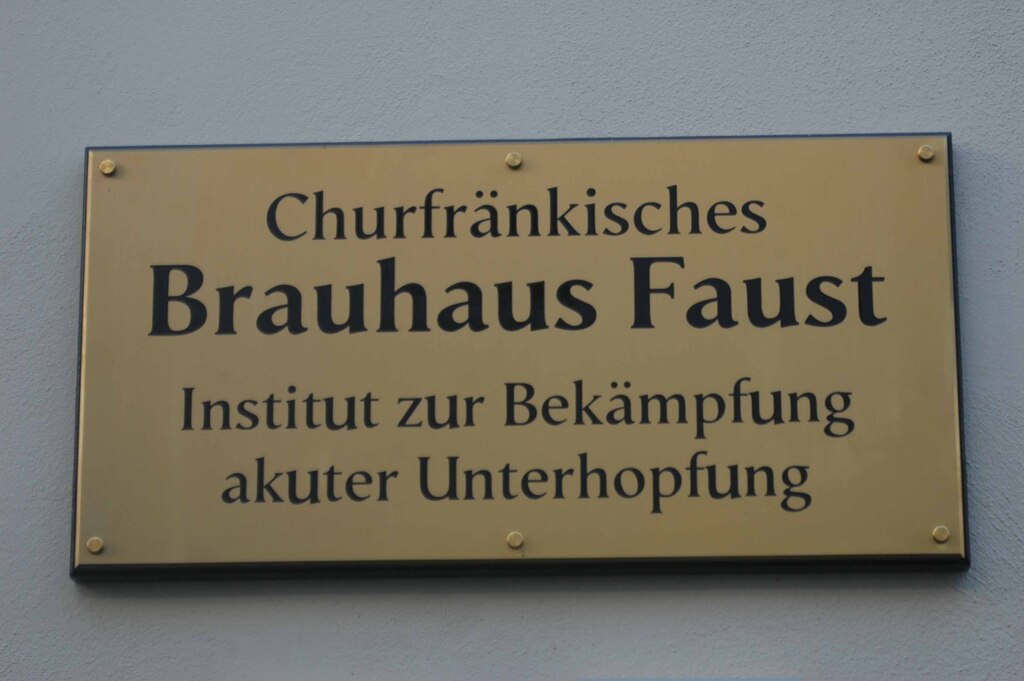 Churfränkisches
Brauhaus Faust
Institut zur Bekämpfung
akuter Unterhopfung